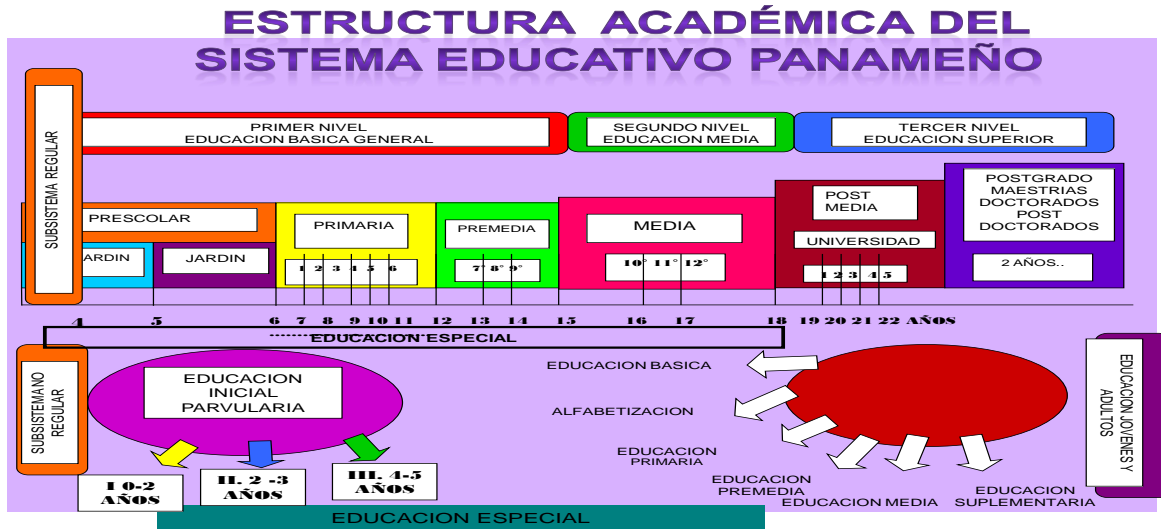 ESTRUCTURA ACADÉMICA DEL
SISTEMA EDUCATIVO PANAMEÑO
SUBSISTEMA REGULAR
PRIMER NIVEL
EDUCACION BASICA GENERAL
SEGUNDO NIVEL
EDUCACION MEDIA
TERCER NIVEL
EDUCACION SUPERIOR
PRESCOLAR
ARDIN
JARDIN
PRIMARIA
1 2 3 4 5 6
PREMEDIA
7° 8° 9°
MEDIA
10° 11° 12°
POST
MEDIA
UNIVERSIDAD
1 2 3 4 5
POSTGRADO
MAESTRIAS
DOCTORADOS
POST
DOCTORADOS
2 AÑOS..
4 5 6 7 8 9 10 11 12 13 14 15 16 17 18 19 20 21 22 AÑOS
EDUCACION ESPECIAL
SUBSISTEMA NO
REGULAR
EDUCACION
INICIAL
PARVULARIA
I 0-2
AÑOS
II. 2 -3
AÑOS
III. 4-5
AÑOS
EDUCACION ESPECIAL
EDUCACION BASICA
ALFABETIZACION
EDUCACION
PRIMARIA
EDUCACION
PREMEDIA
EDUCACION MEDIA
EDUCACION
SUPLEMENTARIA
EDUCACION JOVENES Y
ADULTOS